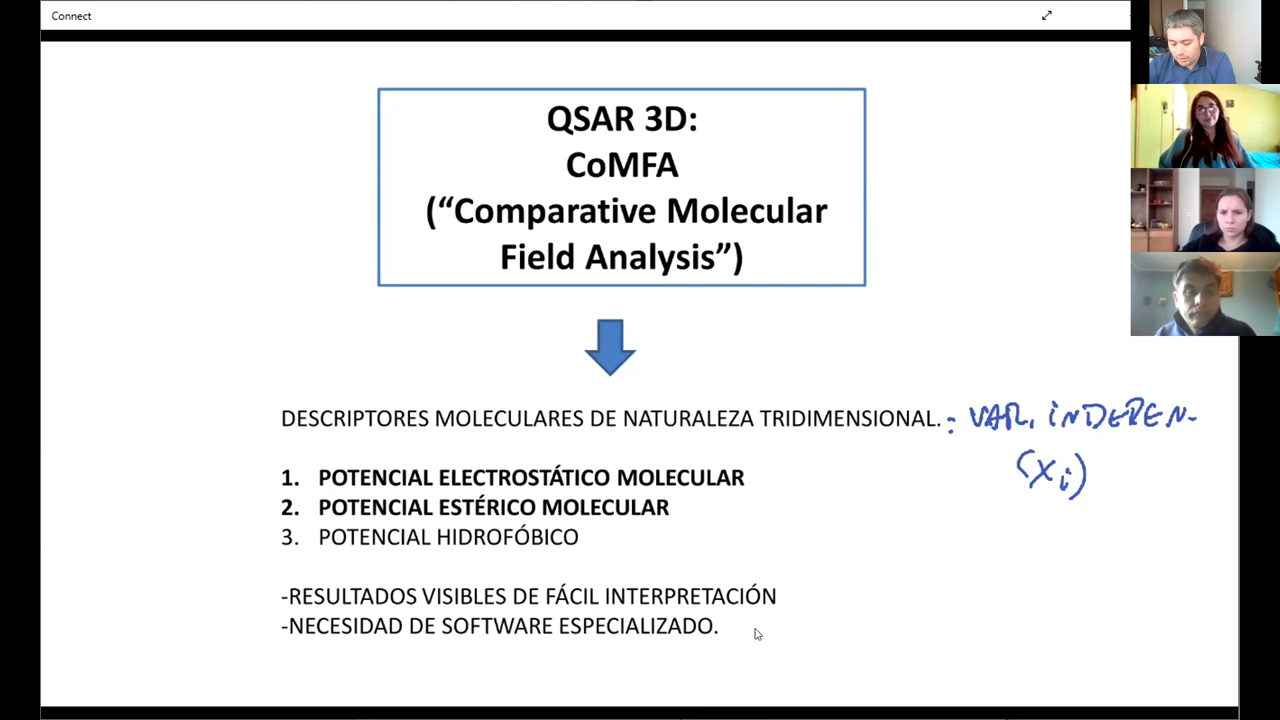 Connect
QSAR 3D:
CoMFA
(“Comparative Molecular
Field Analysis”)
DESCRIPTORES MOLECULARES DE NATURALEZA TRIDIMENSIONAL. = VAR. INDEPEN-
(Xi)
1. POTENCIAL ELECTROSTÁTICO MOLECULAR
2. POTENCIAL ESTÉRICO MOLECULAR
3. POTENCIAL HIDROFÓBICO
-RESULTADOS VISIBLES DE FÁCIL INTERPRETACIÓN
-NECESIDAD DE SOFTWARE ESPECIALIZADO.